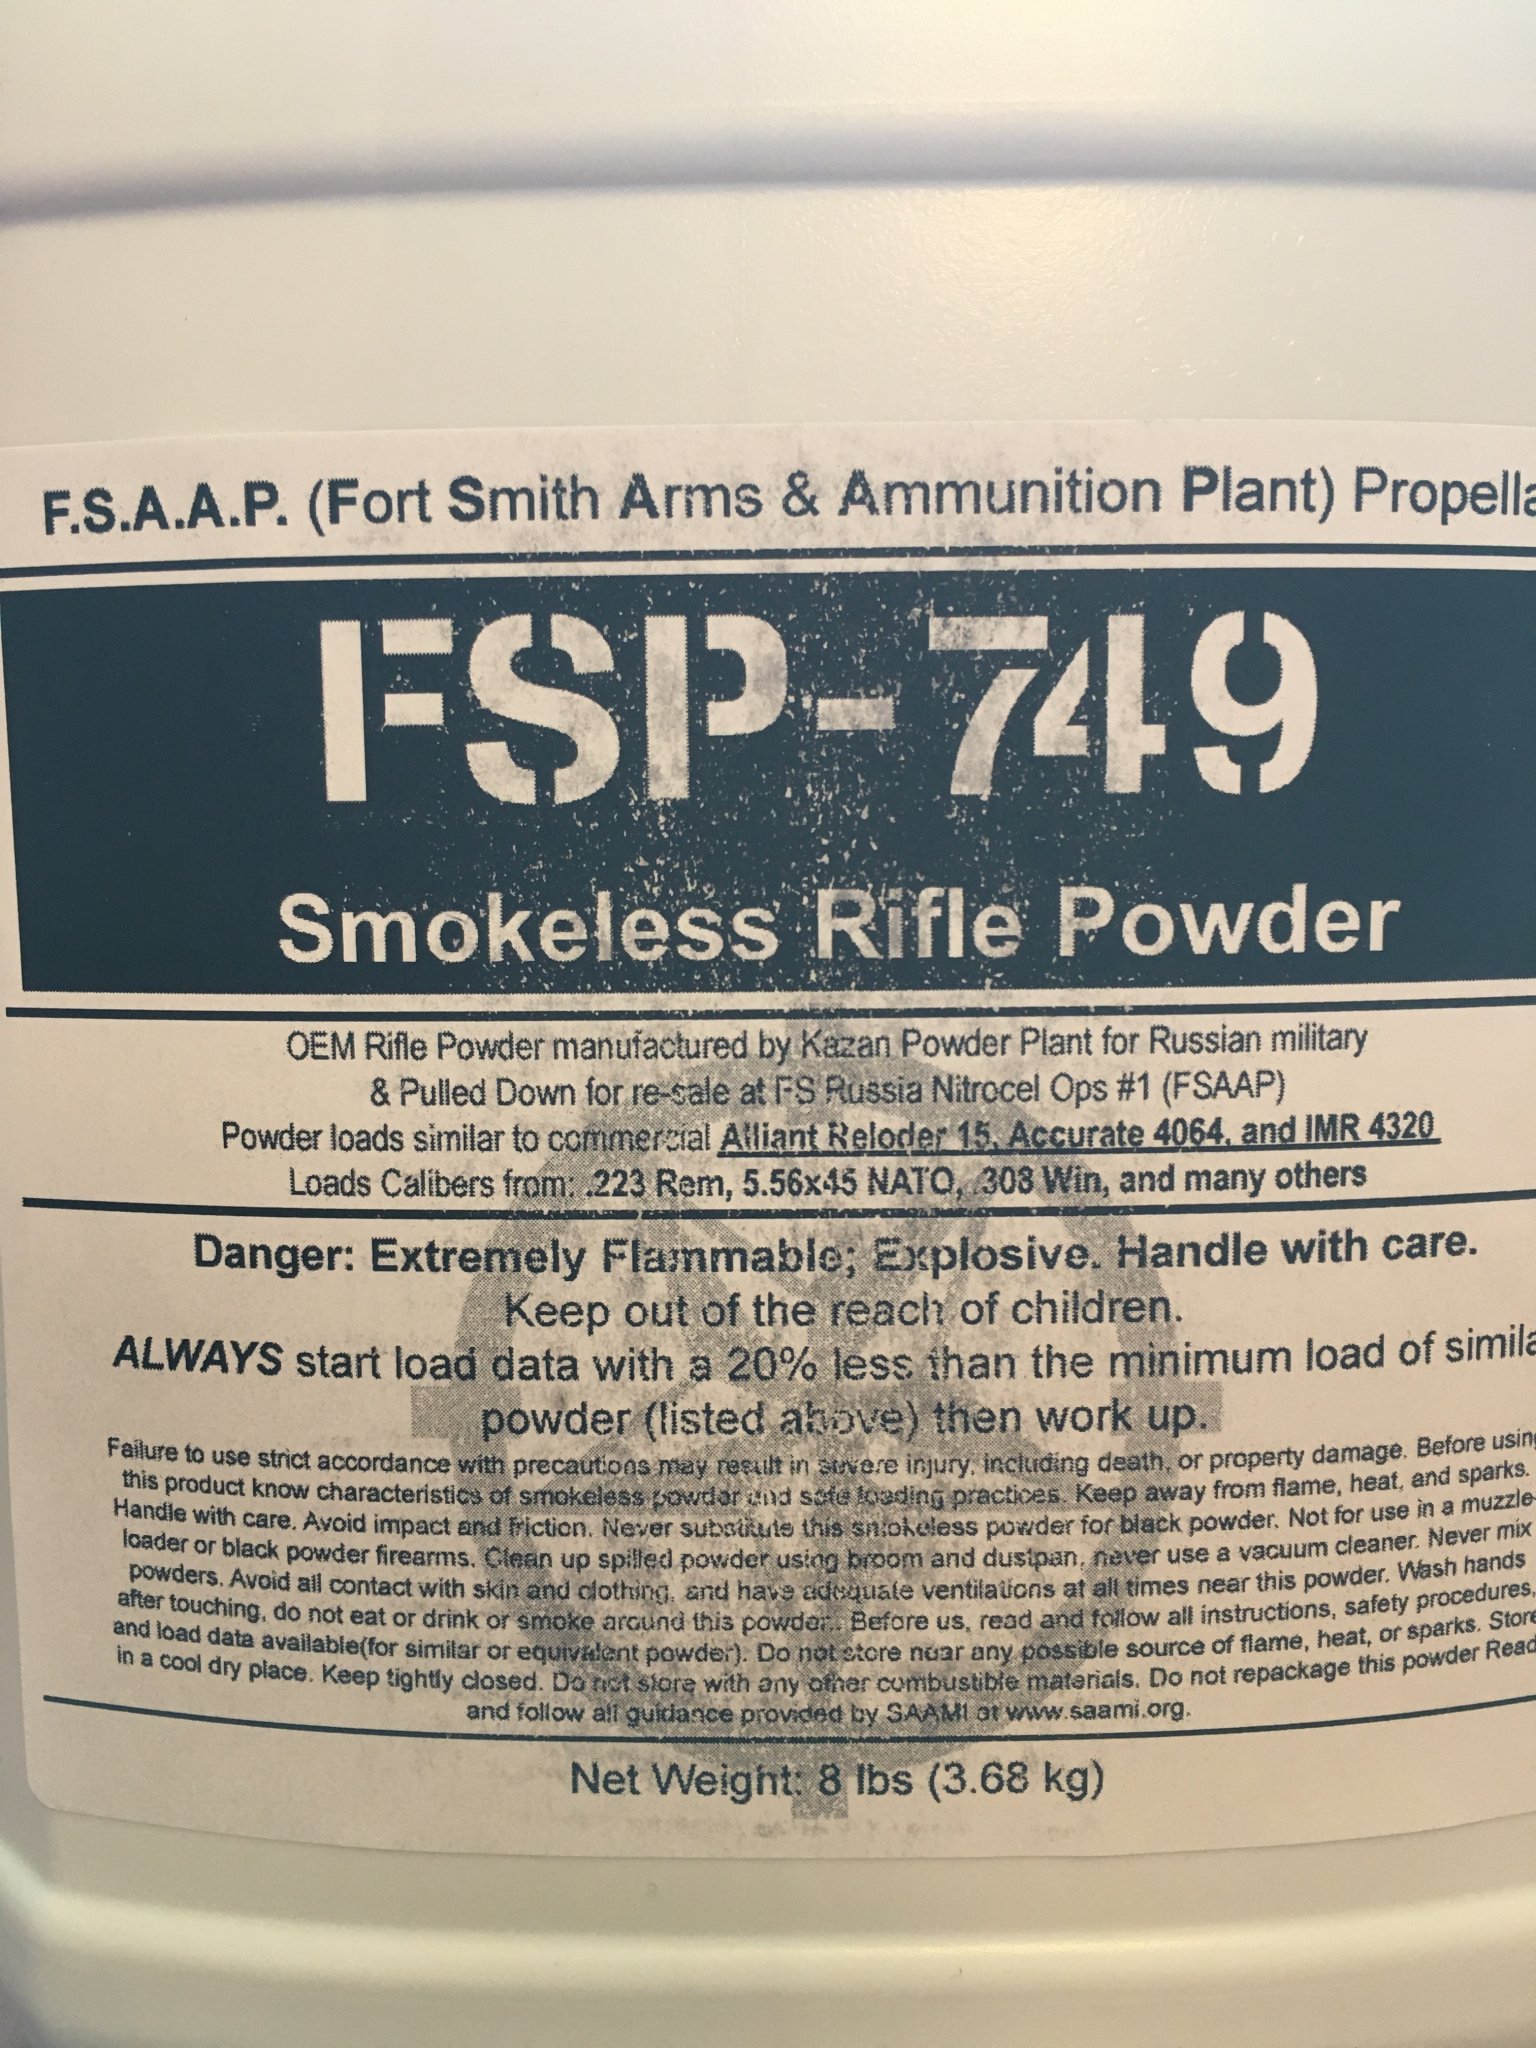 F.S.A.A.P. (Fort Smith Arms & Ammunition Plant) Propella
FSP-749
Smokeless Rifle Powder
OEM Rifle Powder manufactured by Kazan Powder Plant for Russian military
& Pulled Down for re-sale at FS Russia Nitrocel Ops #1 (FSAAP)
Powder loads similar to commercial Alliant Reloder 15, Accurate 4064, and IMR 4320
Loads Calibers from: .223 Rem, 5.56x45 NATO, .308 Win, and many others
Danger: Extremely Flammable; Explosive. Handle with care.
Keep out of the reach of children.
ALWAYS start load data with a 20% less than the minimum load of simila
powder (listed above) then work up.
Failure to use strict accordance with precautions may result in severe injury, including death, or property damage. Before using
this product know characteristics of smokeless powder and safe loading practices. Keep away from flame, heat, and sparks.
Handle with care. Avoid impact and friction. Never substitute this smokeless powder for black powder. Not for use in a muzzle-
loader or black powder firearms. Clean up spilled powder using broom and dustpan, never use a vacuum cleaner. Never mix
powders. Avoid all contact with skin and clothing, and have adequate ventilations at all times near this powder. Wash hands
after touching, do not eat or drink or smoke around this powder.. Before us, read and follow all instructions, safety procedures,
and load data available(for similar or equivalent powder). Do not store near any possible source of flame, heat, or sparks. Store
in a cool dry place. Keep tightly closed. Do not store with any other combustible materials. Do not repackage this powder Read
and follow all guidance provided by SAAMI at www.saami.org.
Net Weight: 8 lbs (3.68 kg)